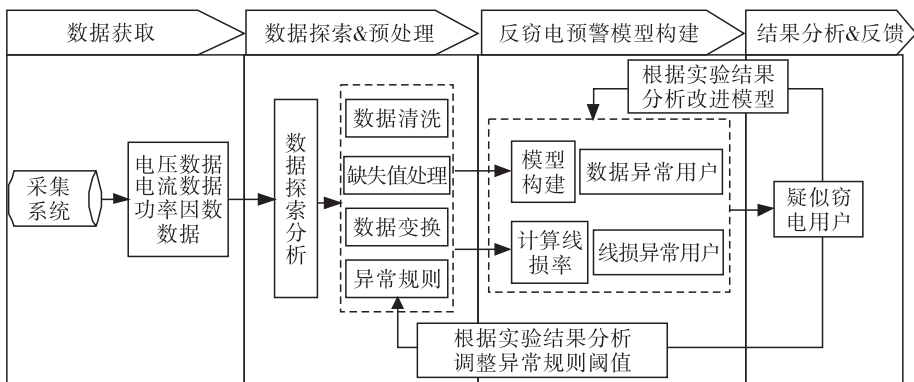 数据获取
数据探索&预处理
反窃电预警模型构建
结果分析&反馈
采集
系统
电压数据
电流数据
功率因数
数据
数据探索分析
数据清洗
缺失值处理
数据变换
异常规则
根据实验结果
分析改进模型
模型
构建
数据异常用户
计算线
损率
线损异常用户
疑似窃
电用户
根据实验结果分析
调整异常规则阈值